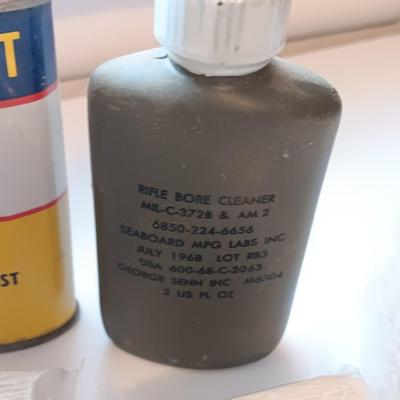 T
ST
RIFLE BORE CLEANER
MIL-C-372B & AM 2
6850-224-6656
SEABOARD MFG LABS INC
JULY 1968 LOT RB3
DSA 600-68-C-2063
GEORGE SENN INC M6304
2 US FL OZ